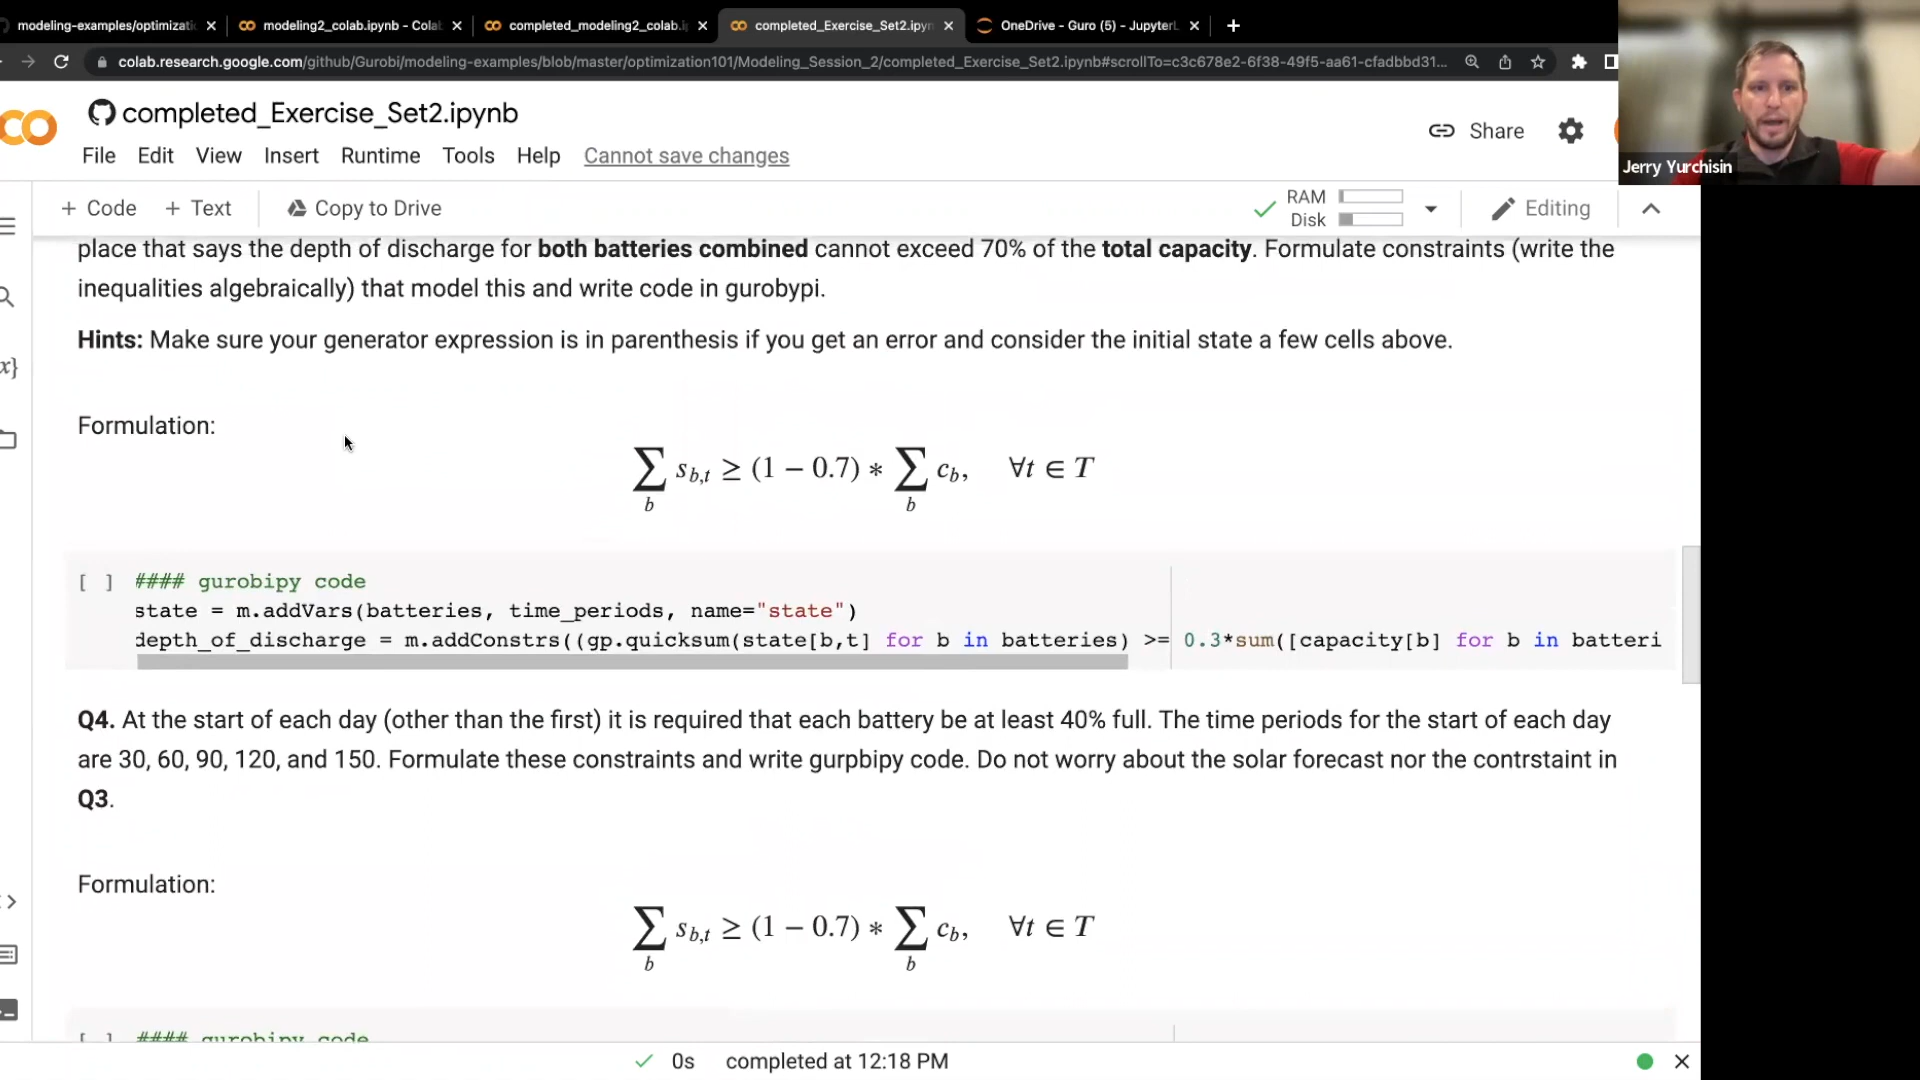 modeling-examples/optimizati
modeling2_colab.ipynb - Cola
completed_modeling2_colab.i
completed_Exercise_Set2.ipyn
OneDrive - Guro (5) - JupyterL
colab.research.google.com/github/Gurobi/modeling-examples/blob/master/optimization101/Modeling_Session_2/completed_Exercise_Set2.ipynb#scrollTo=c3c678e2-6f38-49f5-aa61-cfadbbd31...
completed_Exercise_Set2.ipynb
Share
File Edit View Insert Runtime Tools Help Cannot save changes
Jerry Yurchisin
+ Code + Text Copy to Drive
RAM
Disk
Editing
place that says the depth of discharge for both batteries combined cannot exceed 70% of the total capacity. Formulate constraints (write the
inequalities algebraically) that model this and write code in gurobypi.
Hints: Make sure your generator expression is in parenthesis if you get an error and consider the initial state a few cells above.
Formulation:
∑_b s_{b,t} ≥ (1 − 0.7) ∗ ∑_b c_b, ∀t ∈ T
[ ] #### gurobipy code
state = m.addVars(batteries, time_periods, name="state")
depth_of_discharge = m.addConstrs((gp.quicksum(state[b,t] for b in batteries) >= 0.3*sum([capacity[b] for b in batteri
Q4. At the start of each day (other than the first) it is required that each battery be at least 40% full. The time periods for the start of each day
are 30, 60, 90, 120, and 150. Formulate these constraints and write gurpbipy code. Do not worry about the solar forecast nor the contrstaint in
Q3.
Formulation:
∑_b s_{b,t} ≥ (1 − 0.7) ∗ ∑_b c_b, ∀t ∈ T
[ ] #### gurobipy code
0s completed at 12:18 PM